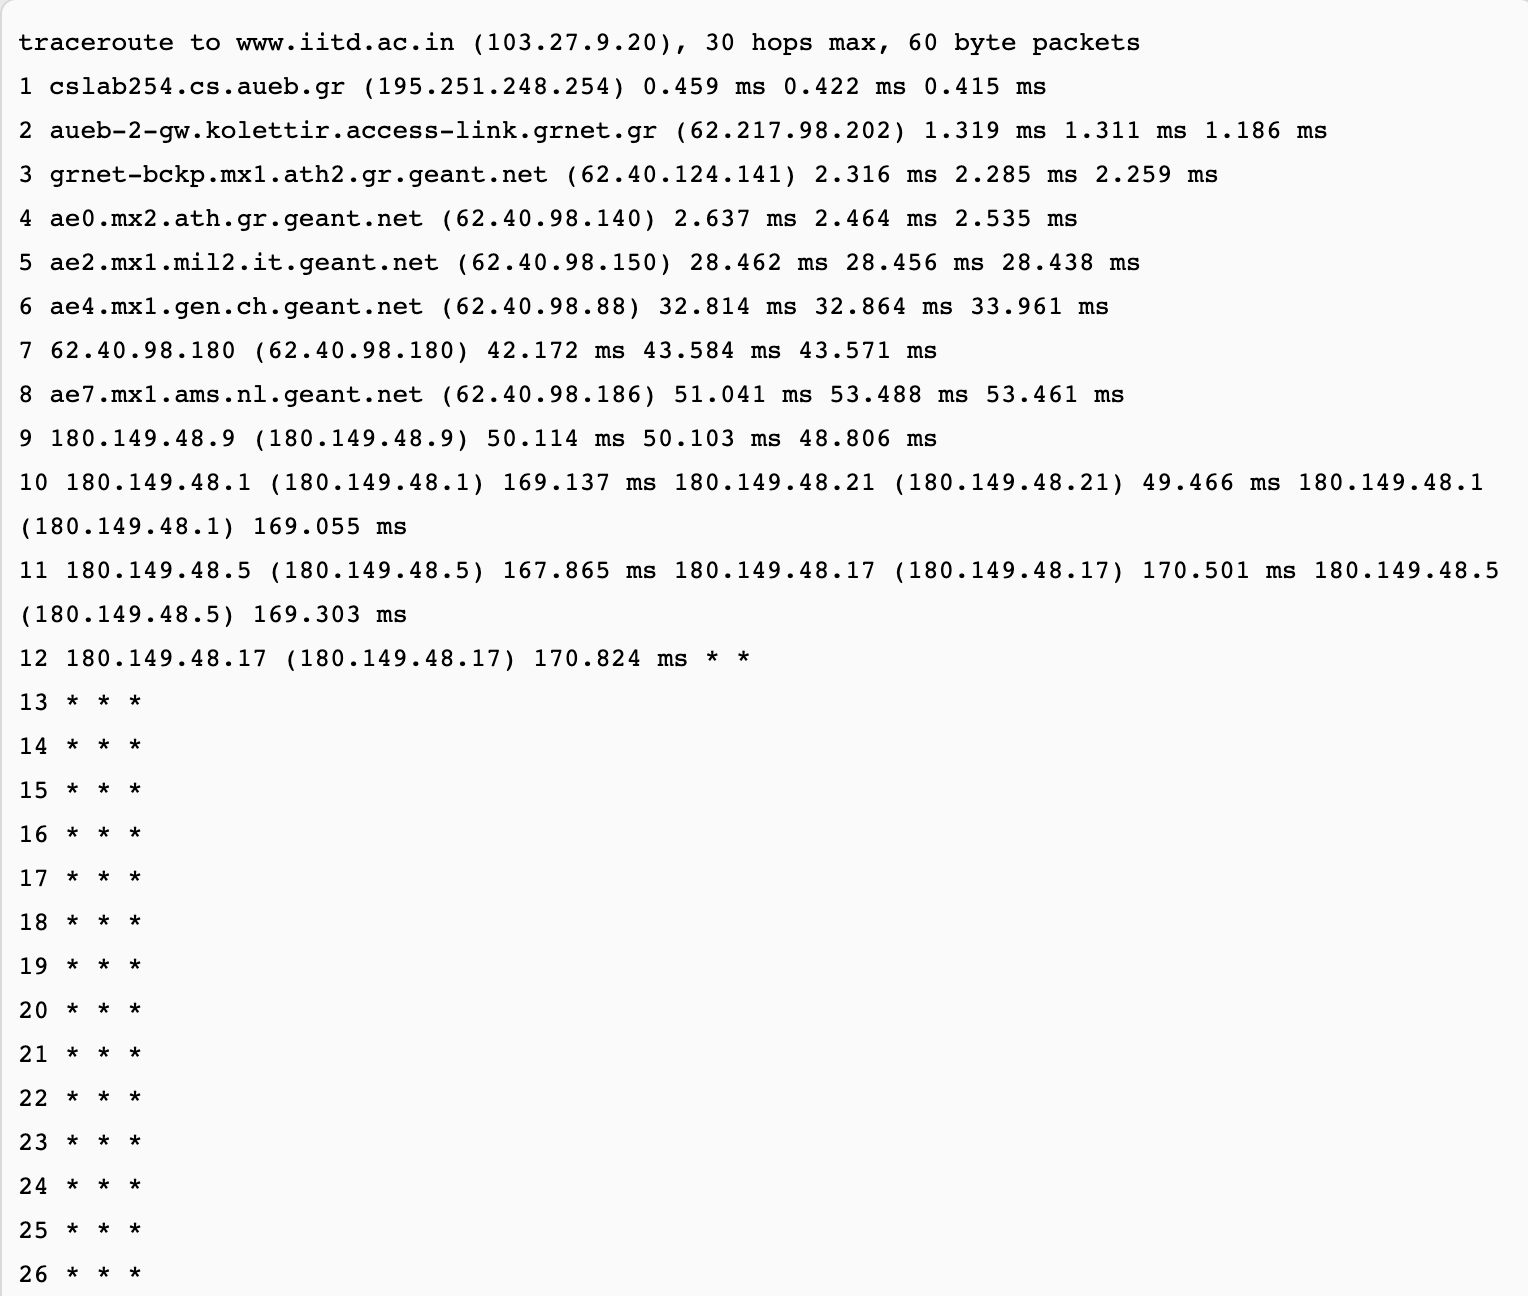 traceroute to www.iitd.ac.in (103.27.9.20), 30 hops max, 60 byte packets
1 cslab254.cs.aueb.gr (195.251.248.254) 0.459 ms 0.422 ms 0.415 ms
2 aueb-2-gw.kolettir.access-link.grnet.gr (62.217.98.202) 1.319 ms 1.311 ms 1.186 ms
3 grnet-bckp.mx1.ath2.gr.geant.net (62.40.124.141) 2.316 ms 2.285 ms 2.259 ms
4 ae0.mx2.ath.gr.geant.net (62.40.98.140) 2.637 ms 2.464 ms 2.535 ms
5 ae2.mx1.mil2.it.geant.net (62.40.98.150) 28.462 ms 28.456 ms 28.438 ms
6 ae4.mx1.gen.ch.geant.net (62.40.98.88) 32.814 ms 32.864 ms 33.961 ms
7 62.40.98.180 (62.40.98.180) 42.172 ms 43.584 ms 43.571 ms
8 ae7.mx1.ams.nl.geant.net (62.40.98.186) 51.041 ms 53.488 ms 53.461 ms
9 180.149.48.9 (180.149.48.9) 50.114 ms 50.103 ms 48.806 ms
10 180.149.48.1 (180.149.48.1) 169.137 ms 180.149.48.21 (180.149.48.21) 49.466 ms 180.149.48.1
(180.149.48.1) 169.055 ms
11 180.149.48.5 (180.149.48.5) 167.865 ms 180.149.48.17 (180.149.48.17) 170.501 ms 180.149.48.5
(180.149.48.5) 169.303 ms
12 180.149.48.17 (180.149.48.17) 170.824 ms * *
13 * * *
14 * * *
15 * * *
16 * * *
17 * * *
18 * * *
19 * * *
20 * * *
21 * * *
22 * * *
23 * * *
24 * * *
25 * * *
26 * * *